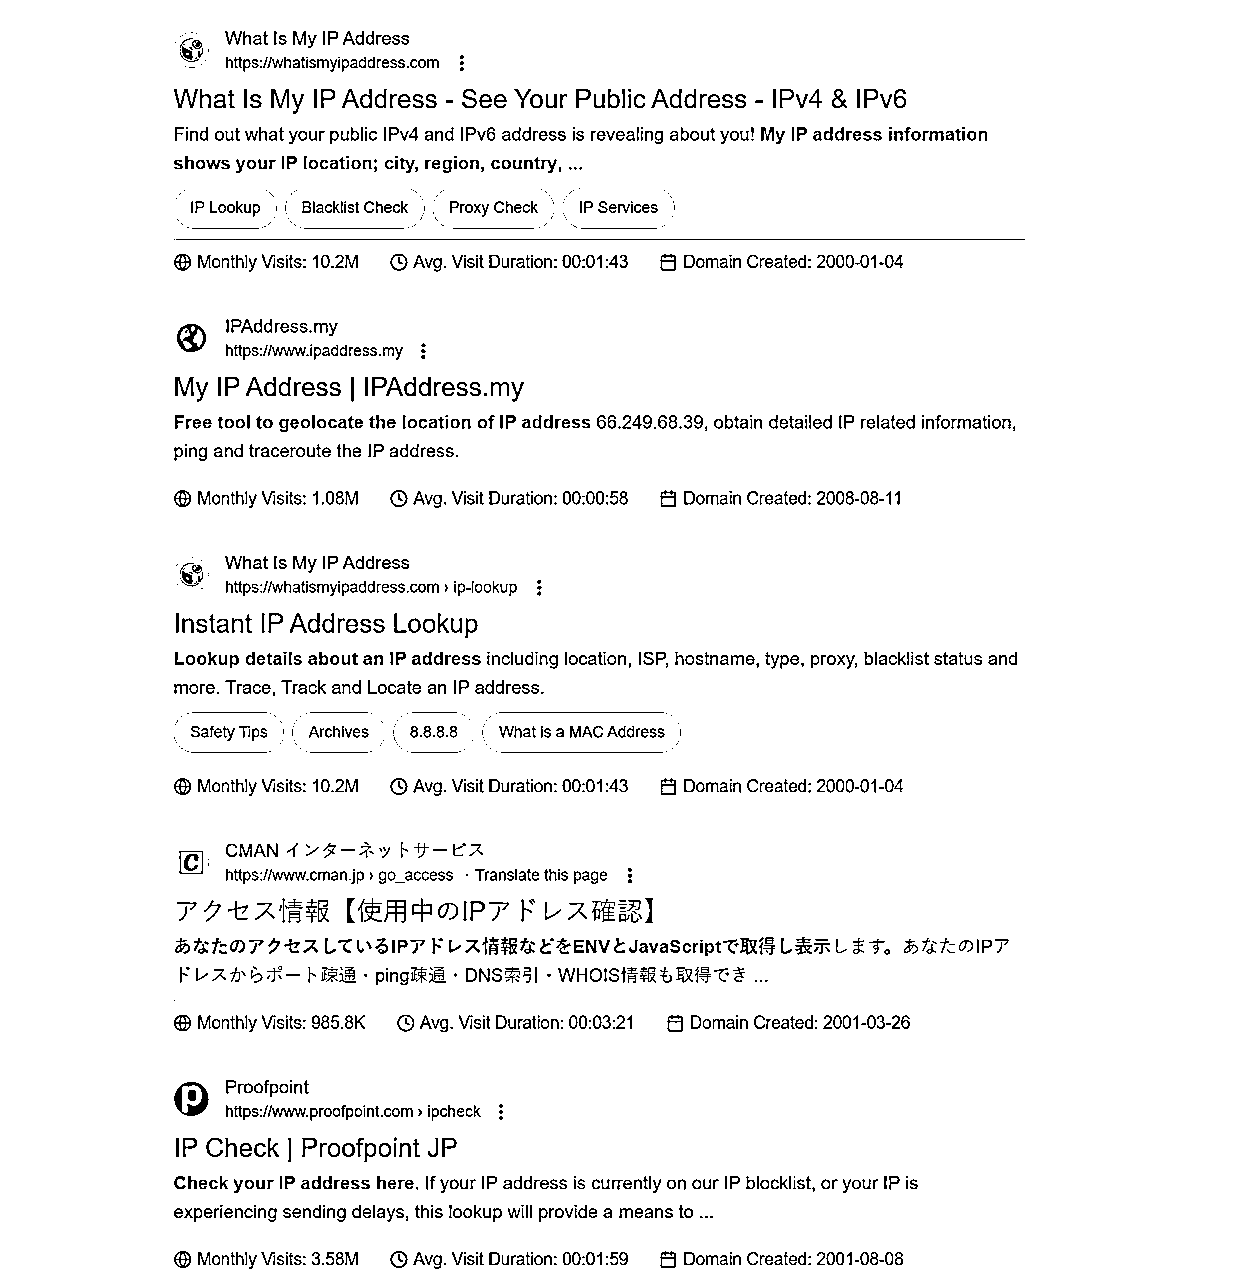 What Is My IP Address
https://whatismyipaddress.com
What Is My IP Address - See Your Public Address - IPv4 & IPv6
Find out what your public IPv4 and IPv6 address is revealing about you! My IP address information
shows your IP location; city, region, country, ...
IP Lookup Blacklist Check Proxy Check IP Services
Monthly Visits: 10.2M Avg. Visit Duration: 00:01:43 Domain Created: 2000-01-04
IPAddress.my
https://www.ipaddress.my
My IP Address | IPAddress.my
Free tool to geolocate the location of IP address 66.249.68.39, obtain detailed IP related information,
ping and traceroute the IP address.
Monthly Visits: 1.08M Avg. Visit Duration: 00:00:58 Domain Created: 2008-08-11
What Is My IP Address
https://whatismyipaddress.com › ip-lookup
Instant IP Address Lookup
Lookup details about an IP address including location, ISP, hostname, type, proxy, blacklist status and
more. Trace, Track and Locate an IP address.
Safety Tips Archives 8.8.8.8 What is a MAC Address
Monthly Visits: 10.2M Avg. Visit Duration: 00:01:43 Domain Created: 2000-01-04
CMAN インターネットサービス
https://www.cman.jp › go_access · Translate this page
アクセス情報【使用中のIPアドレス確認】
あなたのアクセスしているIPアドレス情報などをENVとJavaScriptで取得し表示します。あなたのIPア
ドレスからポート疎通・ping疎通・DNS索引・WHOIS情報も取得でき ...
Monthly Visits: 985.8K Avg. Visit Duration: 00:03:21 Domain Created: 2001-03-26
Proofpoint
https://www.proofpoint.com › ipcheck
IP Check | Proofpoint JP
Check your IP address here. If your IP address is currently on our IP blocklist, or your IP is
experiencing sending delays, this lookup will provide a means to ...
Monthly Visits: 3.58M Avg. Visit Duration: 00:01:59 Domain Created: 2001-08-08